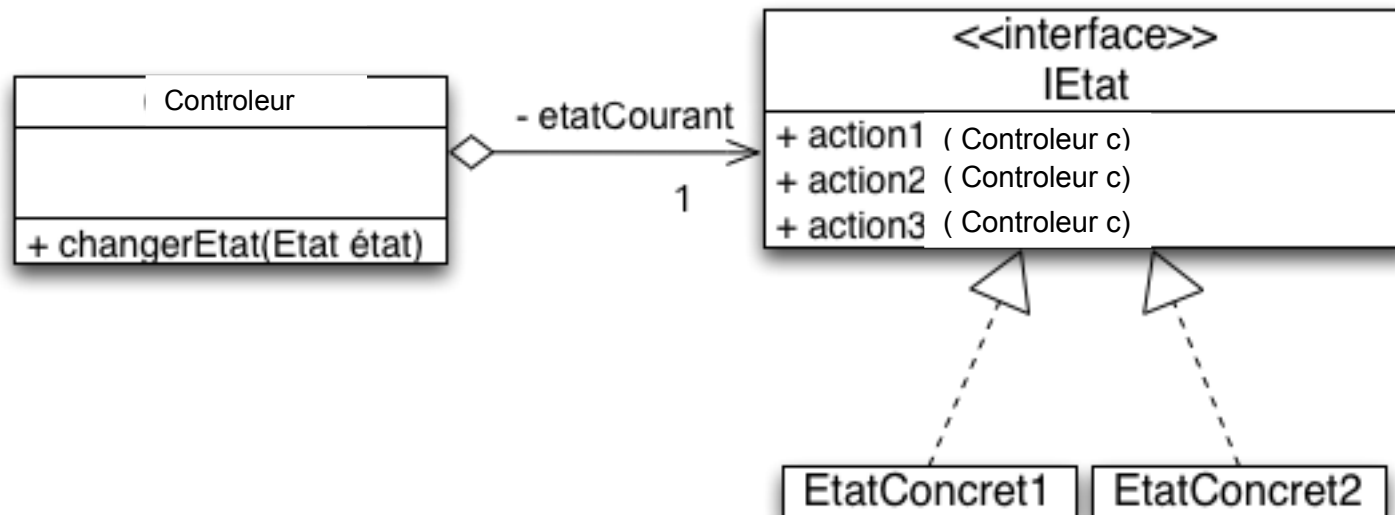 Controleur
+ changerEtat(Etat état)
- etatCourant
1
<<interface>>
IEtat
+ action1 ( Controleur c)
+ action2 ( Controleur c)
+ action3 ( Controleur c)
EtatConcret1
EtatConcret2